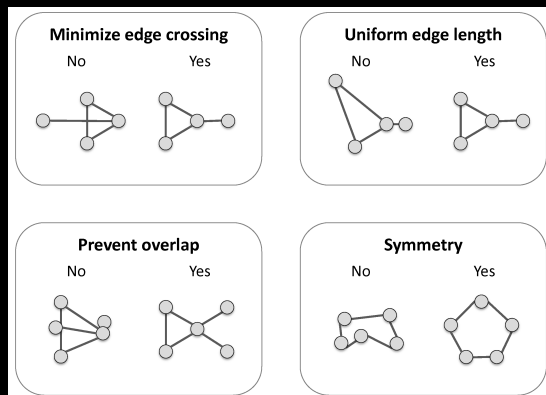 Minimize edge crossing
No Yes
Uniform edge length
No Yes
Prevent overlap
No Yes
Symmetry
No Yes